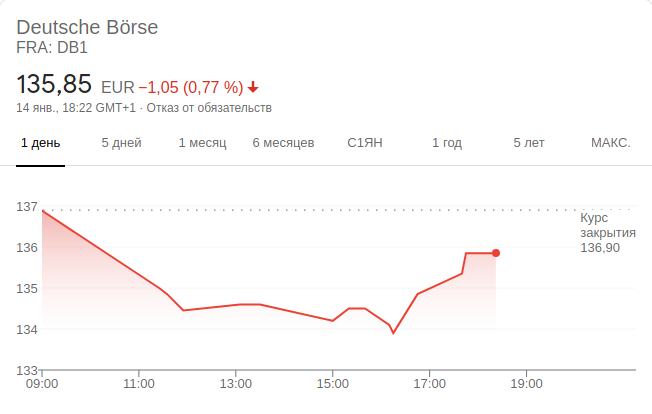 Deutsche Börse
FRA: DB1
135,85 EUR −1,05 (0,77 %)
14 янв., 18:22 GMT+1 · Отказ от обязательств
1 день 5 дней 1 месяц 6 месяцев С1ЯН 1 год 5 лет МАКС.
137
Курс
закрытия
136,90
136
135
134
133
09:00 11:00 13:00 15:00 17:00 19:00